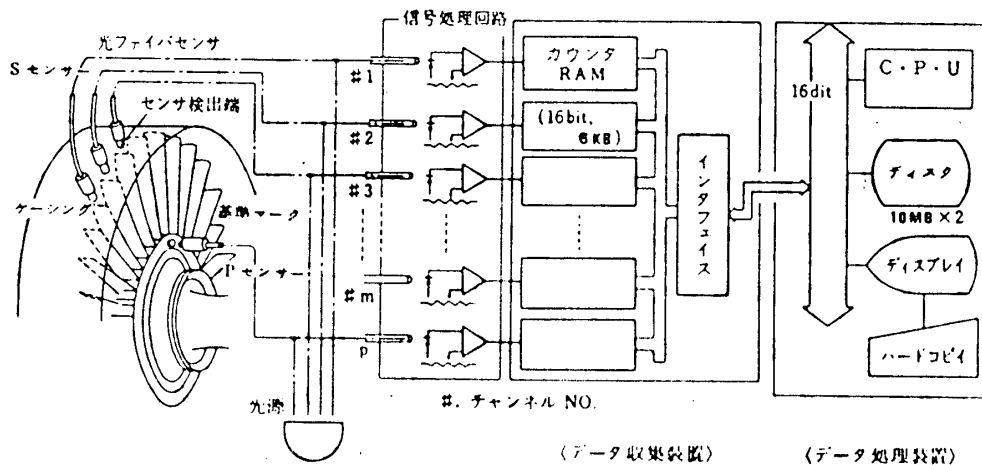 光ファイバセンサ
Sセンサ
センサ検出端
ケーシング
基準マーク
Pセンサー
光源
信号処理回路
#1
#2
#3
#m
p
カウンタ
RAM
(16bit,
6KB)
インタフェイス
#. チャンネル NO.
〈データ収集装置〉
16dit
C・P・U
ディスタ
10MB×2
ディスプレイ
ハードコピイ
〈データ処理装置〉